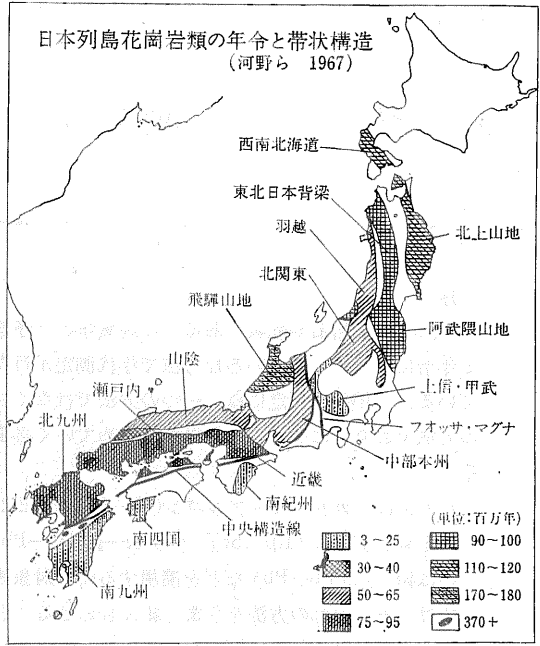 日本列島花崗岩類の年令と帯状構造
(河野ら 1967)
西南北海道
東北日本背梁
羽越
北上山地
北関東
飛騨山地
阿武隈山地
山陰
瀬戸内
上信・甲武
北九州
フォッサ・マグナ
中部本州
近畿
南紀州
中央構造線
南四国
南九州
(単位:百万年)
3~25
30~40
50~65
75~95
90~100
110~120
170~180
370+